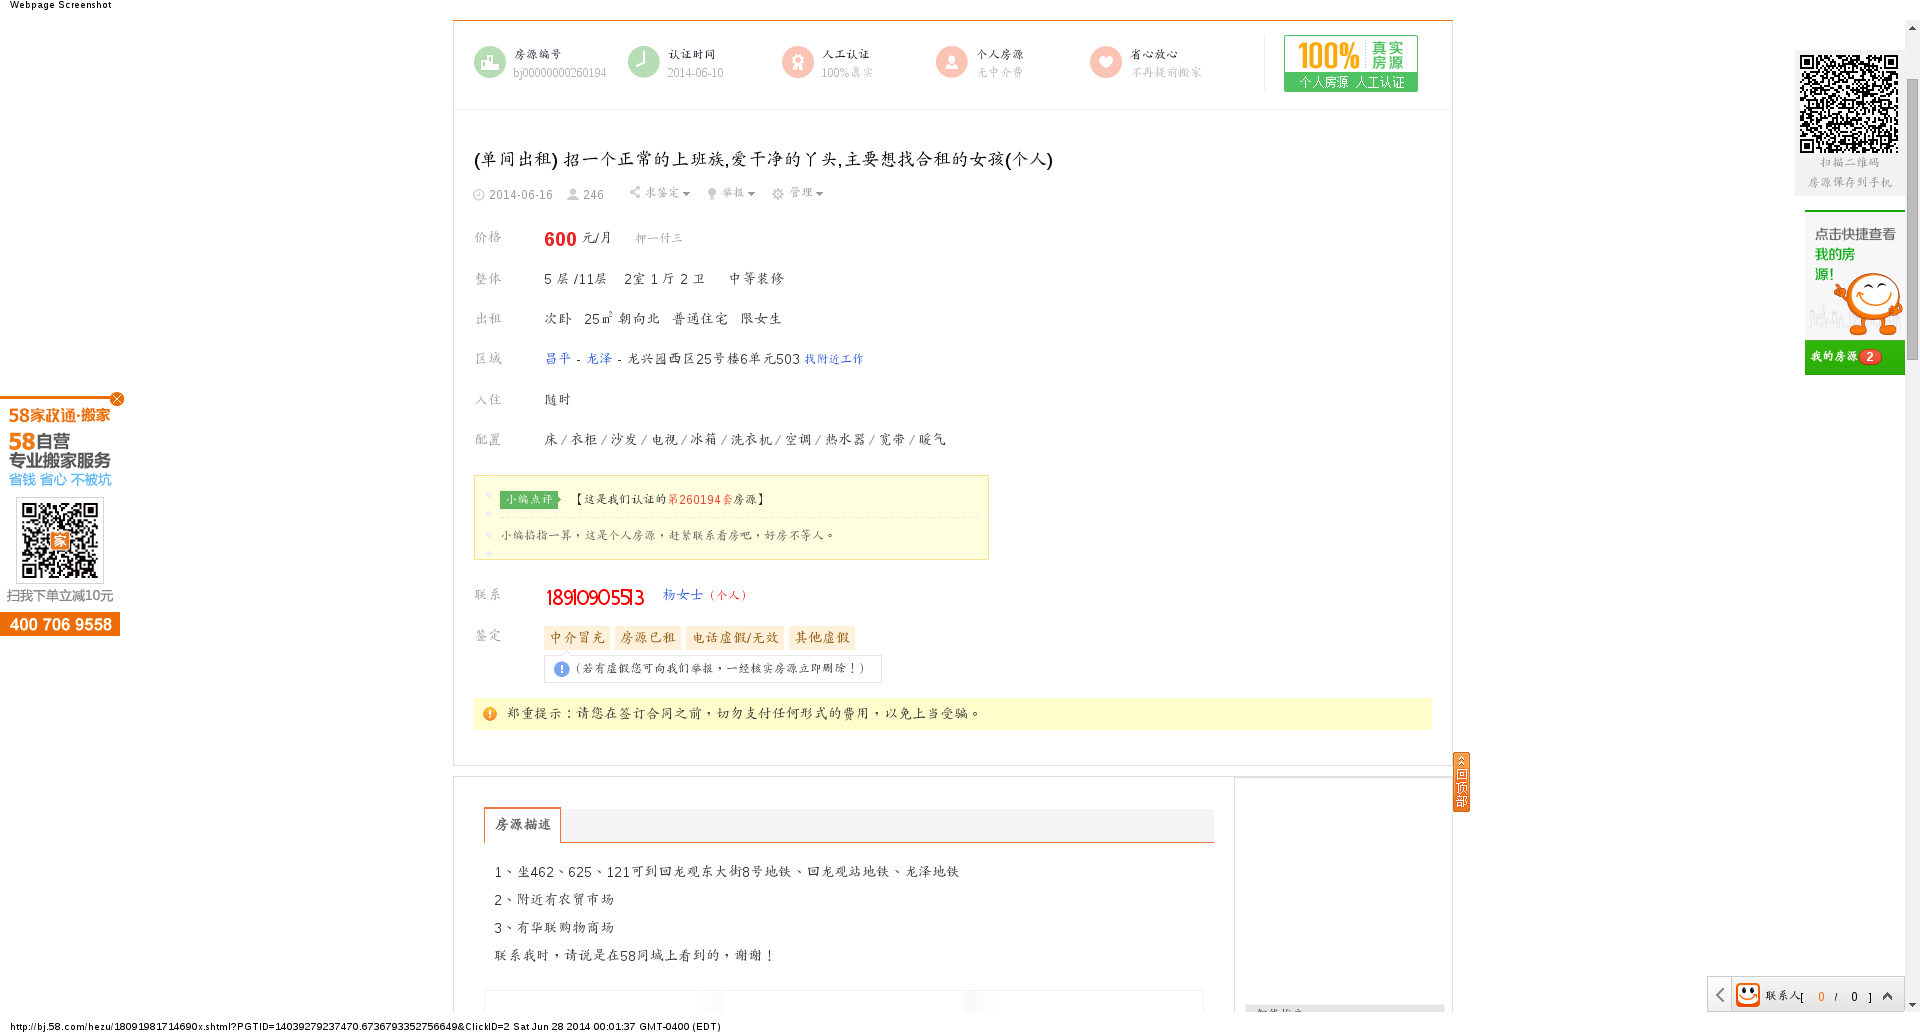 Webpage Screenshot
房源编号
bj00000000260194
认证时间
2014-06-10
人工认证
100%真实
个人房源
无中介费
省心放心
不再提前搬家
100% 真实房源
个人房源 人工认证
(单间出租) 招一个正常的上班族,爱干净的丫头,主要想找合租的女孩(个人)
2014-06-16 246 求鉴定 举报 管理
价格 600 元/月 押一付三
整体 5 层 /11层 2室 1 厅 2 卫 中等装修
出租 次卧 25㎡ 朝向北 普通住宅 限女生
区域 昌平 - 龙泽 - 龙兴园西区25号楼6单元503 找附近工作
入住 随时
配置 床 / 衣柜 / 沙发 / 电视 / 冰箱 / 洗衣机 / 空调 / 热水器 / 宽带 / 暖气
小编点评 【这是我们认证的第260194套房源】
小编掐指一算，这是个人房源，赶紧联系看房吧，好房不等人。
联系 18910905513 杨女士（个人）
鉴定 中介冒充 房源已租 电话虚假/无效 其他虚假
（若有虚假您可向我们举报，一经核实房源立即删除！）
郑重提示：请您在签订合同之前，切勿支付任何形式的费用，以免上当受骗。
回顶部
房源描述
1、坐462、625、121可到回龙观东大街8号地铁、回龙观站地铁、龙泽地铁
2、附近有农贸市场
3、有华联购物商场
联系我时，请说是在58同城上看到的，谢谢！
58家政通·搬家
58自营
专业搬家服务
省钱 省心 不被坑
家
扫我下单立减10元
400 706 9558
扫描二维码
房源保存到手机
点击快捷查看
我的房
源!
我的房源 2
联系人[ 0 / 0 ]
http://bj.58.com/hezu/18091981714690x.shtml?PGTID=14039279237470.6736793352756649&ClickID=2 Sat Jun 28 2014 00:01:37 GMT-0400 (EDT)